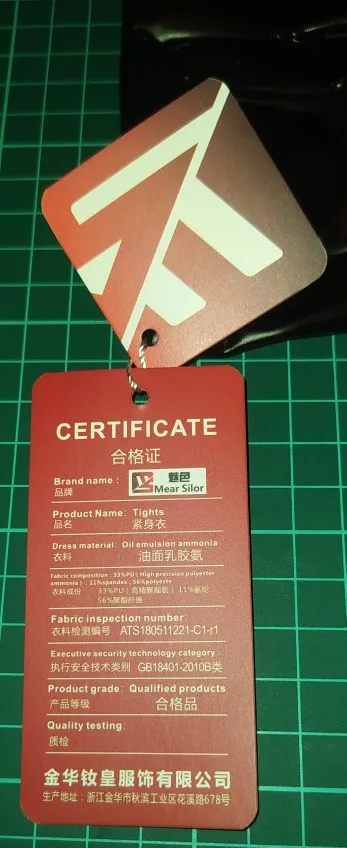 CERTIFICATE
合格证
Brand name：
品牌
魅色
Mear Silor
Product Name：Tights
品名 紧身衣
Dress material：Oil emulsion ammonia
衣料 油面乳胶氨
Fabric composition：33%PU ( High precision polyester
ammonia)；11%spandex；56%polyeste
衣料成份 33%PU (高精聚酯氨) 11%氨纶
56%聚酯纤维
Fabric inspection number：
衣料检测编号 ATS180511221-C1-r1
Executive security technology category：
执行安全技术类别 GB18401-2010B类
Product grade：Qualified products
产品等级 合格品
Quality testing：
质检
金华钕皇服饰有限公司
生产地址：浙江金华市秋滨工业区花溪路678号